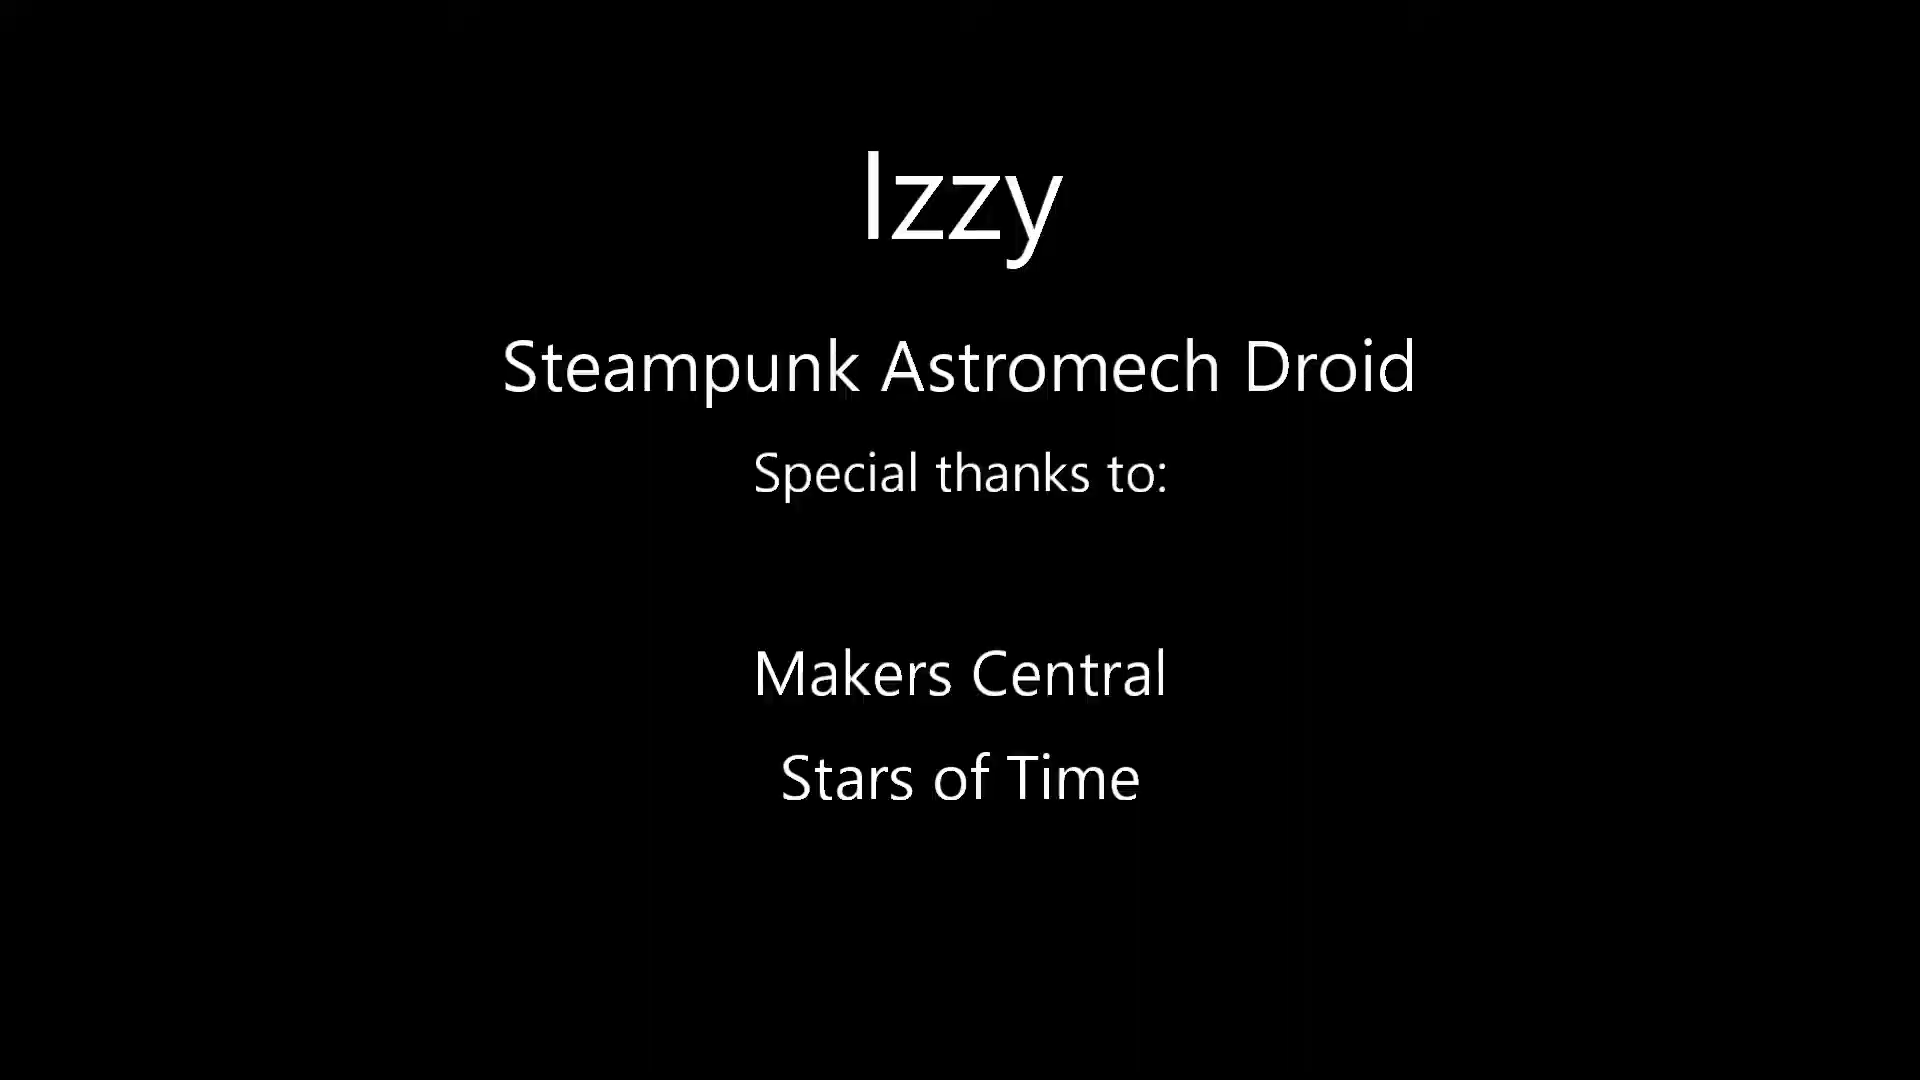 Izzy
Steampunk Astromech Droid
Special thanks to:
Makers Central
Stars of Time